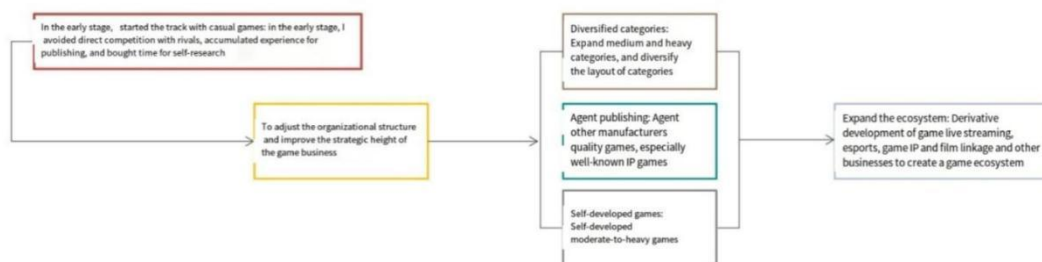 In the early stage, started the track with casual games: in the early stage, I
avoided direct competition with rivals, accumulated experience for
publishing, and bought time for self-research
To adjust the organizational structure
and improve the strategic height of
the game business
Diversified categories:
Expand medium and heavy
categories, and diversify
the layout of categories
Agent publishing: Agent
other manufacturers
quality games, especially
well-known IP games
Self-developed games:
Self-developed
moderate-to-heavy games
Expand the ecosystem: Derivative
development of game live streaming,
esports, game IP and film linkage and other
businesses to create a game ecosystem